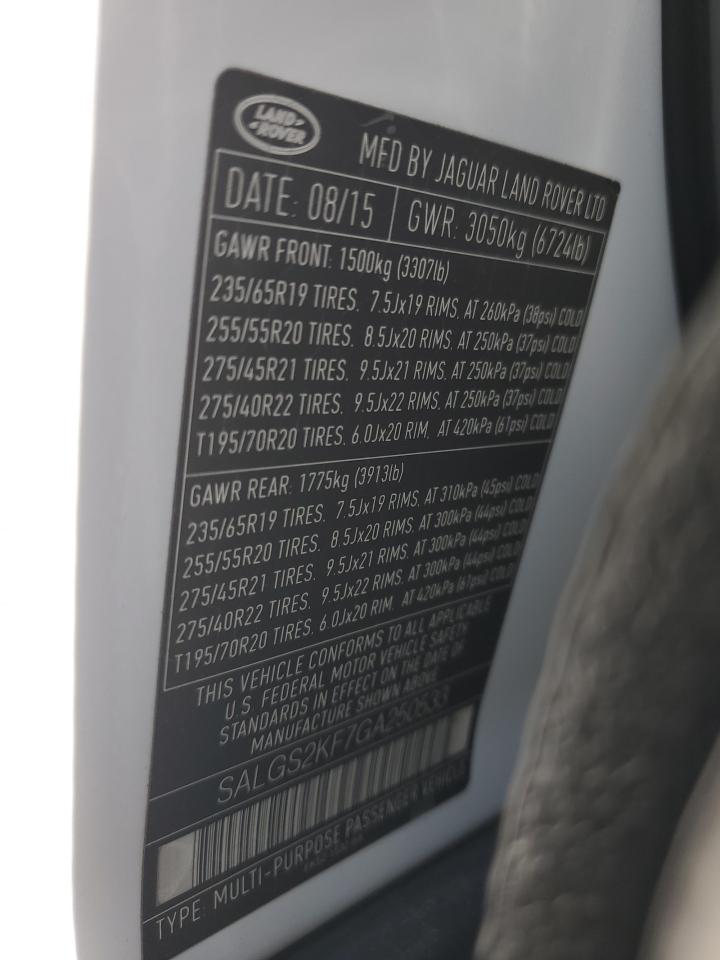 LAND-
-ROVER
MFD BY JAGUAR LAND ROVER LTD
DATE: 08/15 GWR: 3050kg (6724lb)
GAWR FRONT: 1500kg (3307lb)
235/65R19 TIRES. 7.5Jx19 RIMS. AT 260kPa (38psi) COLD
255/55R20 TIRES. 8.5Jx20 RIMS. AT 250kPa (37psi) COLD
275/45R21 TIRES. 9.5Jx21 RIMS. AT 250kPa (37psi) COLD
275/40R22 TIRES. 9.5Jx22 RIMS. AT 250kPa (37psi) COLD
T195/70R20 TIRES. 6.0Jx20 RIM. AT 420kPa (61psi) COLD
GAWR REAR: 1775kg (3913lb)
235/65R19 TIRES. 7.5Jx19 RIMS. AT 310kPa (45psi) COLD
255/55R20 TIRES. 8.5Jx20 RIMS. AT 300kPa (44psi) COLD
275/45R21 TIRES. 9.5Jx21 RIMS. AT 300kPa (44psi) COLD
275/40R22 TIRES. 9.5Jx22 RIMS. AT 300kPa (44psi) COLD
T195/70R20 TIRES. 6.0Jx20 RIM. AT 420kPa (61psi) COLD
THIS VEHICLE CONFORMS TO ALL APPLICABLE
U.S. FEDERAL MOTOR VEHICLE SAFETY
STANDARDS IN EFFECT ON THE DATE OF
MANUFACTURE SHOWN ABOVE
SALGS2KF7GA250533
TYPE: MULTI-PURPOSE PASSENGER VEHICLE